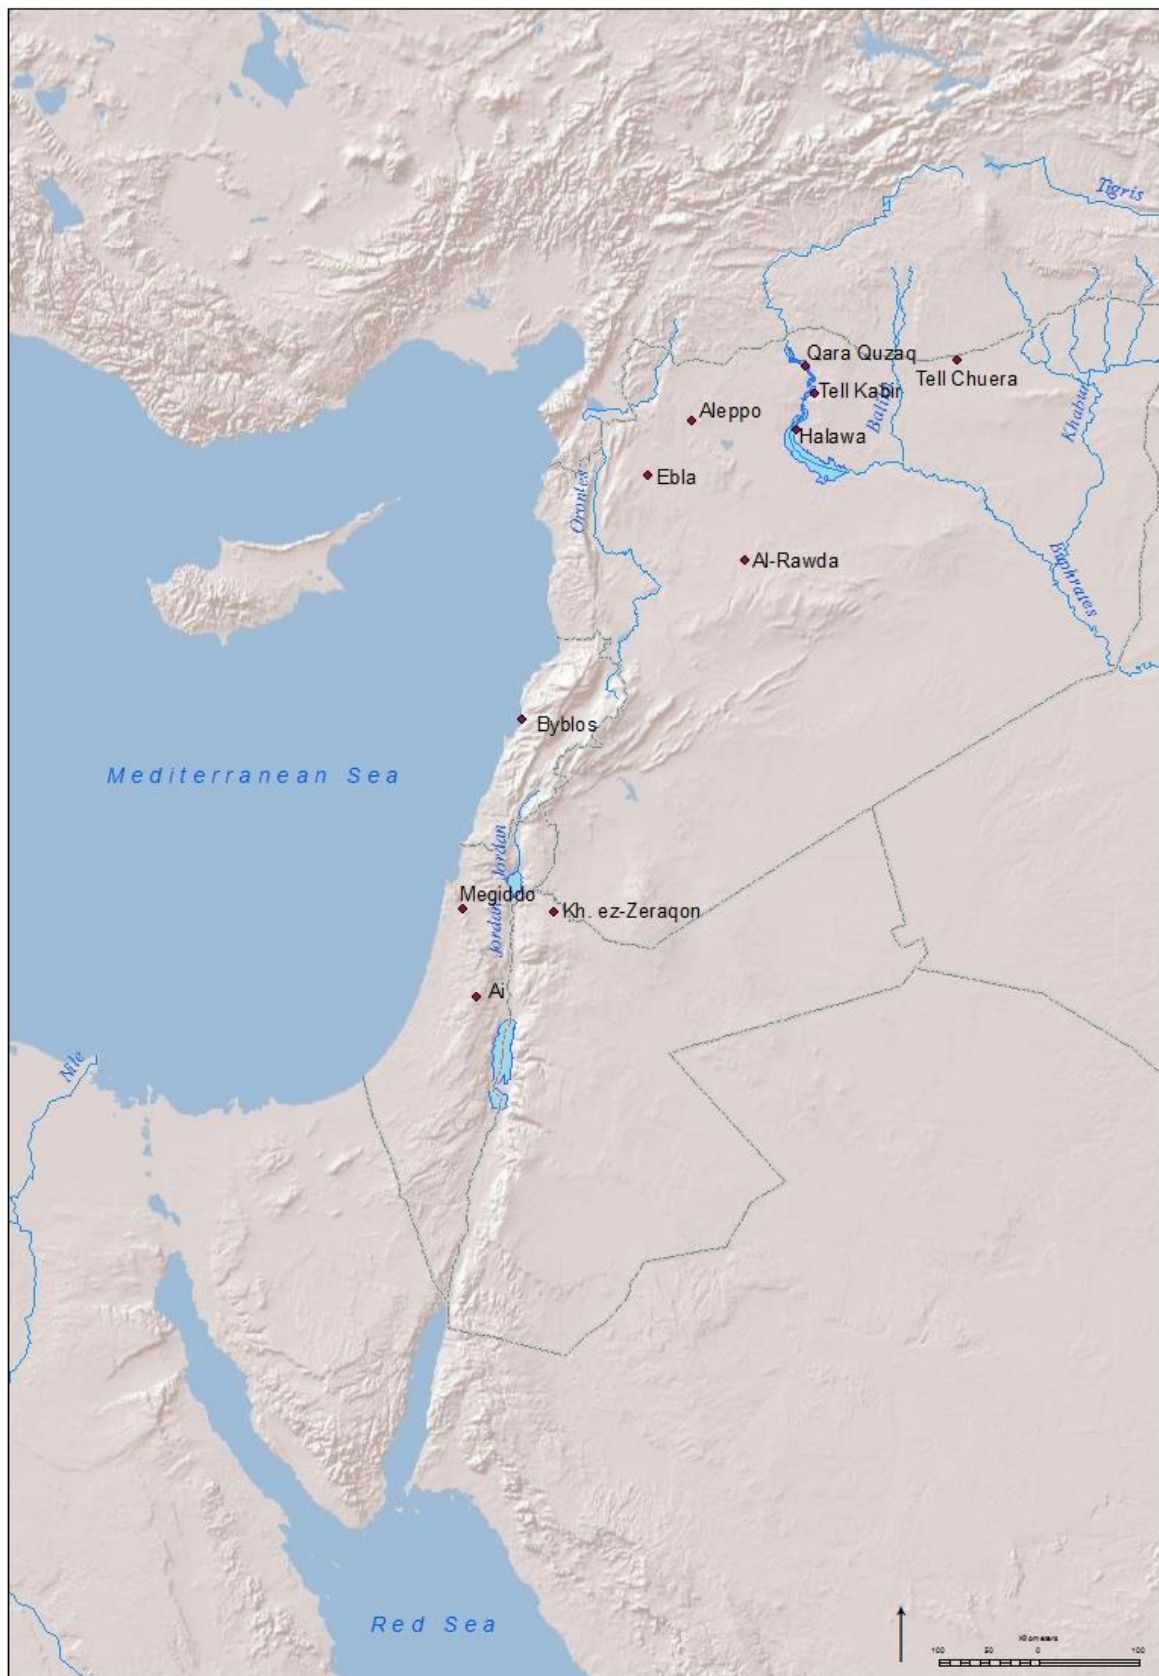 Tigris
Qara Quzaq
Tell Chuera
Tell Kabir
Balih
Khabur
Aleppo
Halawa
Ebla
Orontes
Al-Rawda
Euphrates
Byblos
Mediterranean Sea
Jordan
Megiddo
Jordan
Kh. ez-Zeraqon
Ai
Nile
Red Sea
Kilometers
100 50 0 100